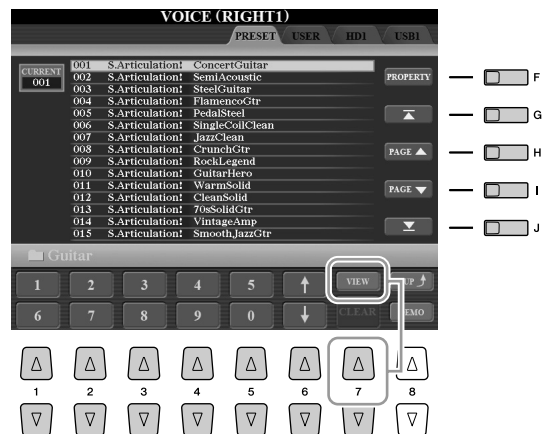 VOICE (RIGHT1)
PRESET USER HD1 USB1
CURRENT
001
001 S.Articulation! ConcertGuitar
002 S.Articulation! SemiAcoustic
003 S.Articulation! SteelGuitar
004 S.Articulation! FlamencoGtr
005 S.Articulation! PedalSteel
006 S.Articulation! SingleCoilClean
007 S.Articulation! JazzClean
008 S.Articulation! CrunchGtr
009 S.Articulation! RockLegend
010 S.Articulation! GuitarHero
011 S.Articulation! WarmSolid
012 S.Articulation! CleanSolid
013 S.Articulation! 70sSolidGtr
014 S.Articulation! VintageAmp
015 S.Articulation! SmoothJazzGtr
PROPERTY F
G
PAGE H
PAGE I
J
Guitar
1 2 3 4 5 VIEW UP
6 7 8 9 0 CLEAR DEMO
1 2 3 4 5 6 7 8